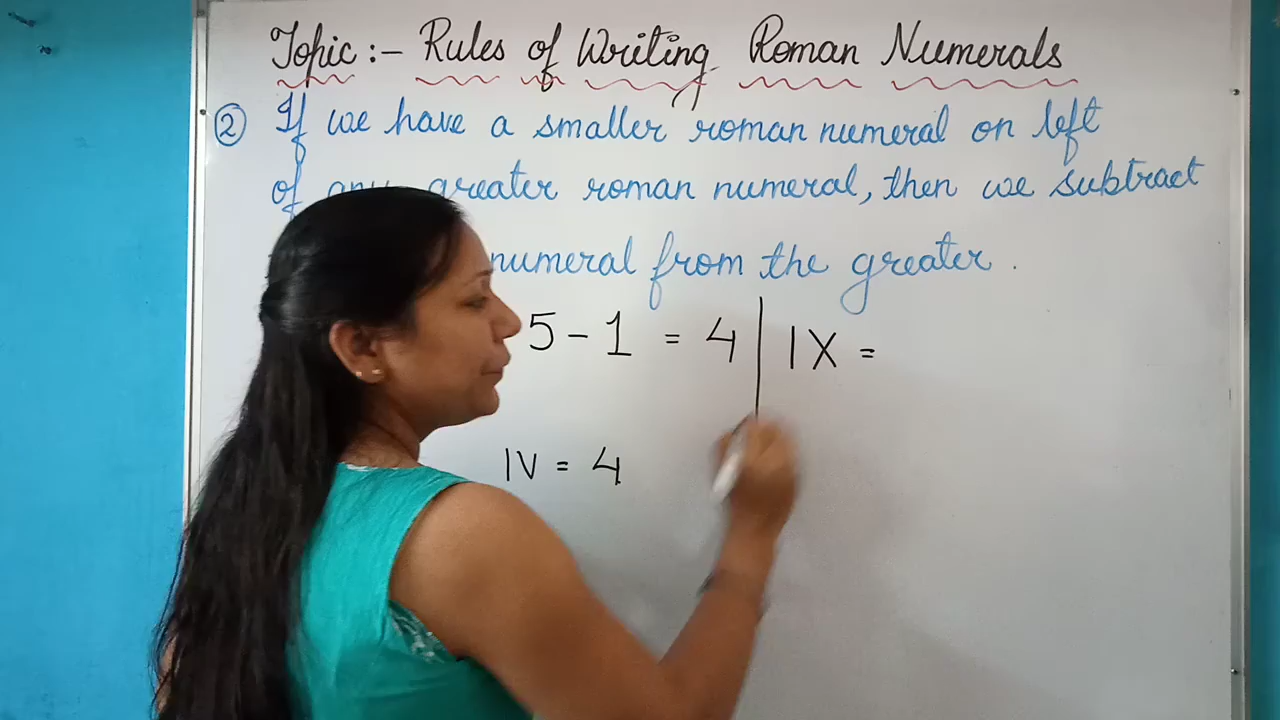 Topic :- Rules of Writing Roman Numerals
② If we have a smaller roman numeral on left
of any greater roman numeral, then we subtract
numeral from the greater .
5 - 1 = 4 | IX =
IV = 4